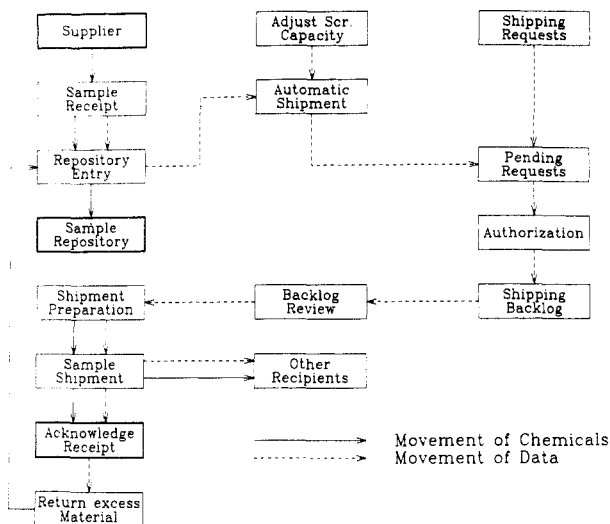 Supplier
Adjust Scr.
Capacity
Shipping
Requests
Sample
Receipt
Automatic
Shipment
Repository
Entry
Pending
Requests
Sample
Repository
Authorization
Shipment
Preparation
Backlog
Review
Shipping
Backlog
Sample
Shipment
Other
Recipients
Acknowledge
Receipt
Movement of Chemicals
Movement of Data
Return excess
Material